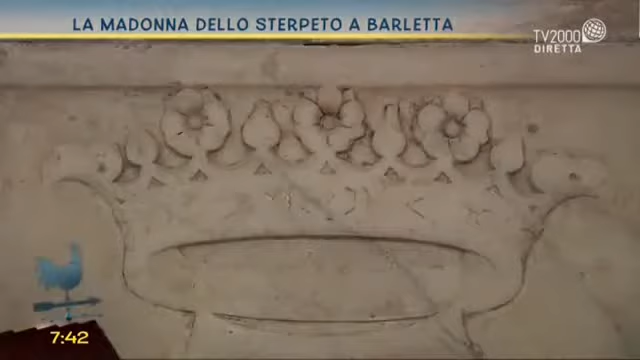 LA MADONNA DELLO STERPETO A BARLETTA
TV2000
DIRETTA
7:42